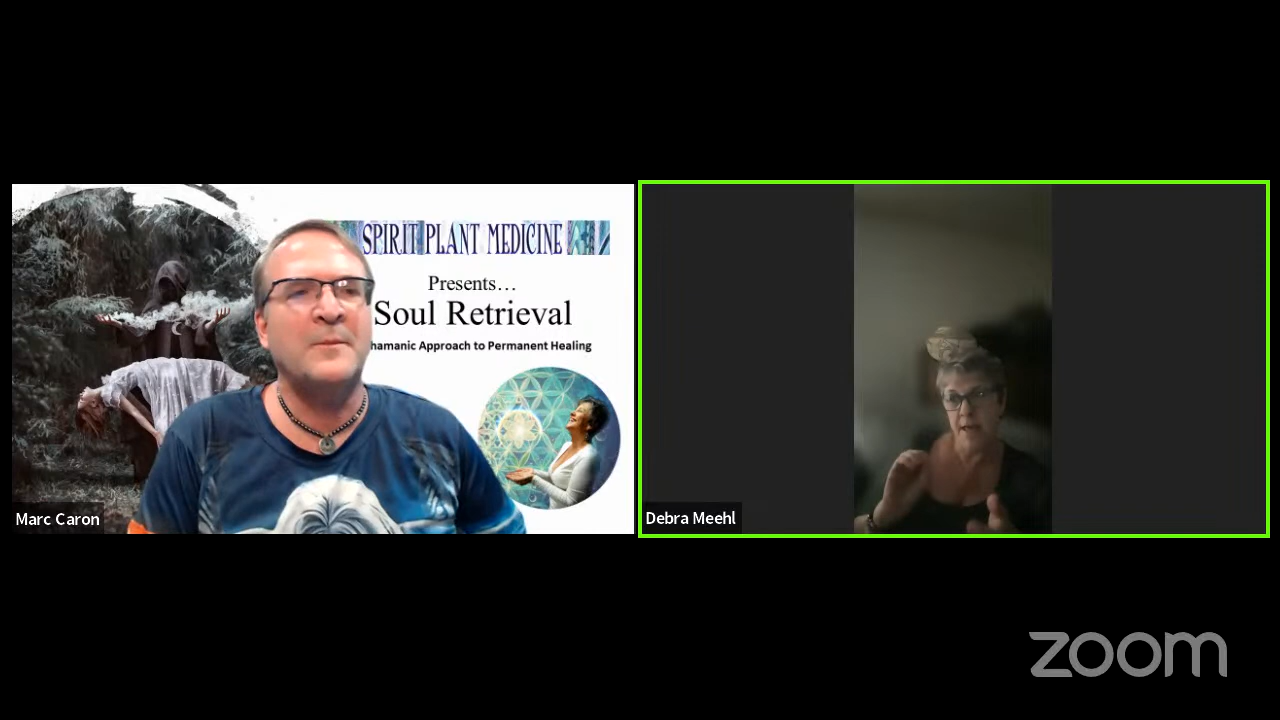 SPIRIT PLANT MEDICINE
Presents…
Soul Retrieval
hamanic Approach to Permanent Healing
Marc Caron
Debra Meehl
zoom